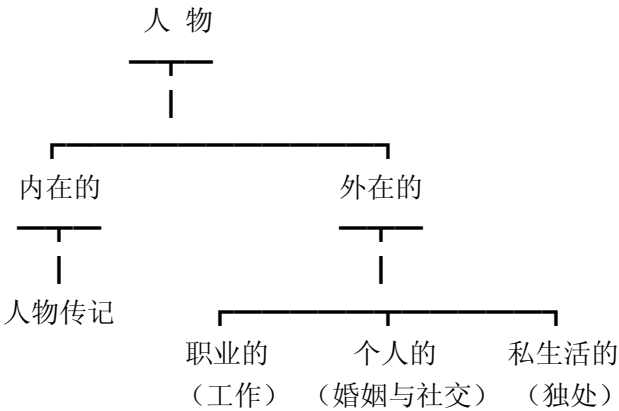 人 物
内在的 外在的
人物传记
职业的 个人的 私生活的
（工作） （婚姻与社交） （独处）